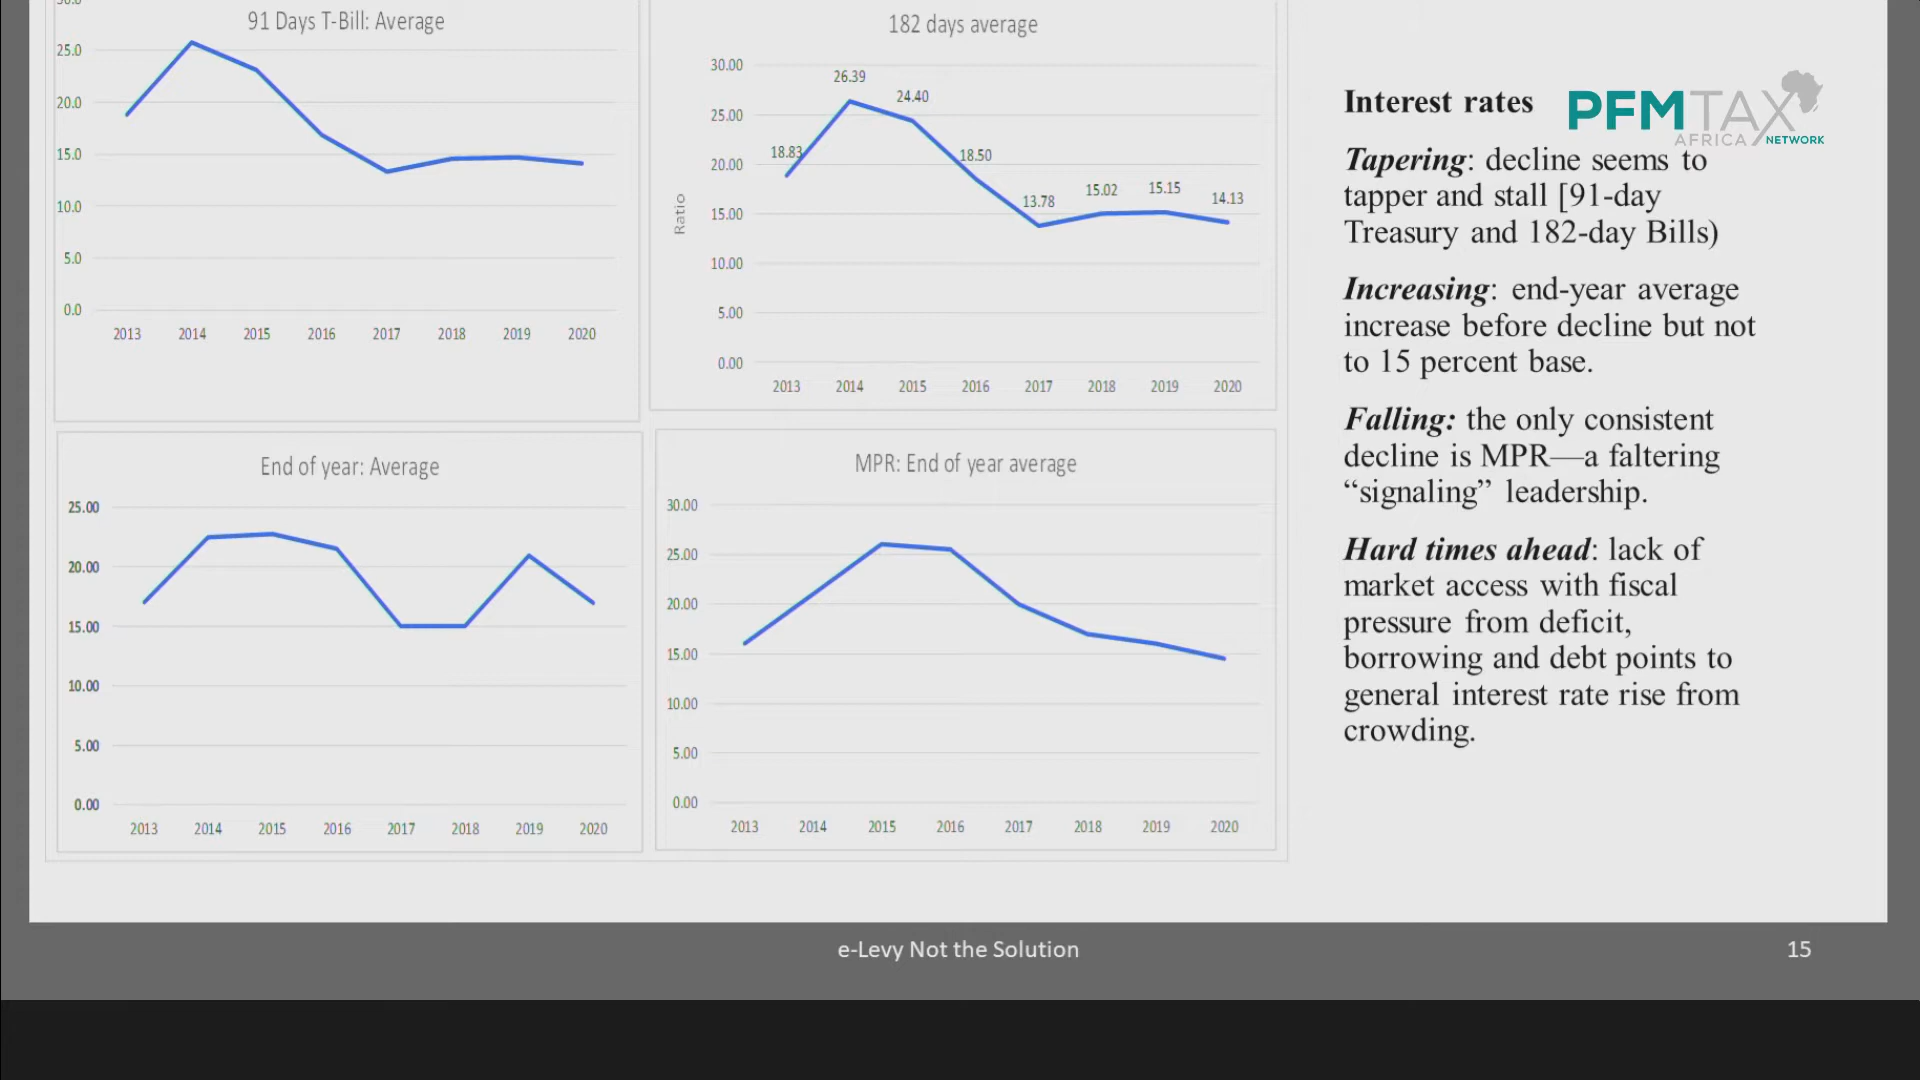 30.0
91 Days T-Bill: Average
25.0
20.0
15.0
10.0
5.0
0.0
2013 2014 2015 2016 2017 2018 2019 2020
182 days average
Ratio
30.00
25.00
20.00
15.00
10.00
5.00
0.00
18.83 26.39 24.40 18.50 13.78 15.02 15.15 14.13
2013 2014 2015 2016 2017 2018 2019 2020
End of year: Average
25.00
20.00
15.00
10.00
5.00
0.00
2013 2014 2015 2016 2017 2018 2019 2020
MPR: End of year average
30.00
25.00
20.00
15.00
10.00
5.00
0.00
2013 2014 2015 2016 2017 2018 2019 2020
Interest rates
PFMTAX
AFRICA NETWORK
Tapering: decline seems to
tapper and stall [91-day
Treasury and 182-day Bills)
Increasing: end-year average
increase before decline but not
to 15 percent base.
Falling: the only consistent
decline is MPR—a faltering
“signaling” leadership.
Hard times ahead: lack of
market access with fiscal
pressure from deficit,
borrowing and debt points to
general interest rate rise from
crowding.
e-Levy Not the Solution
15